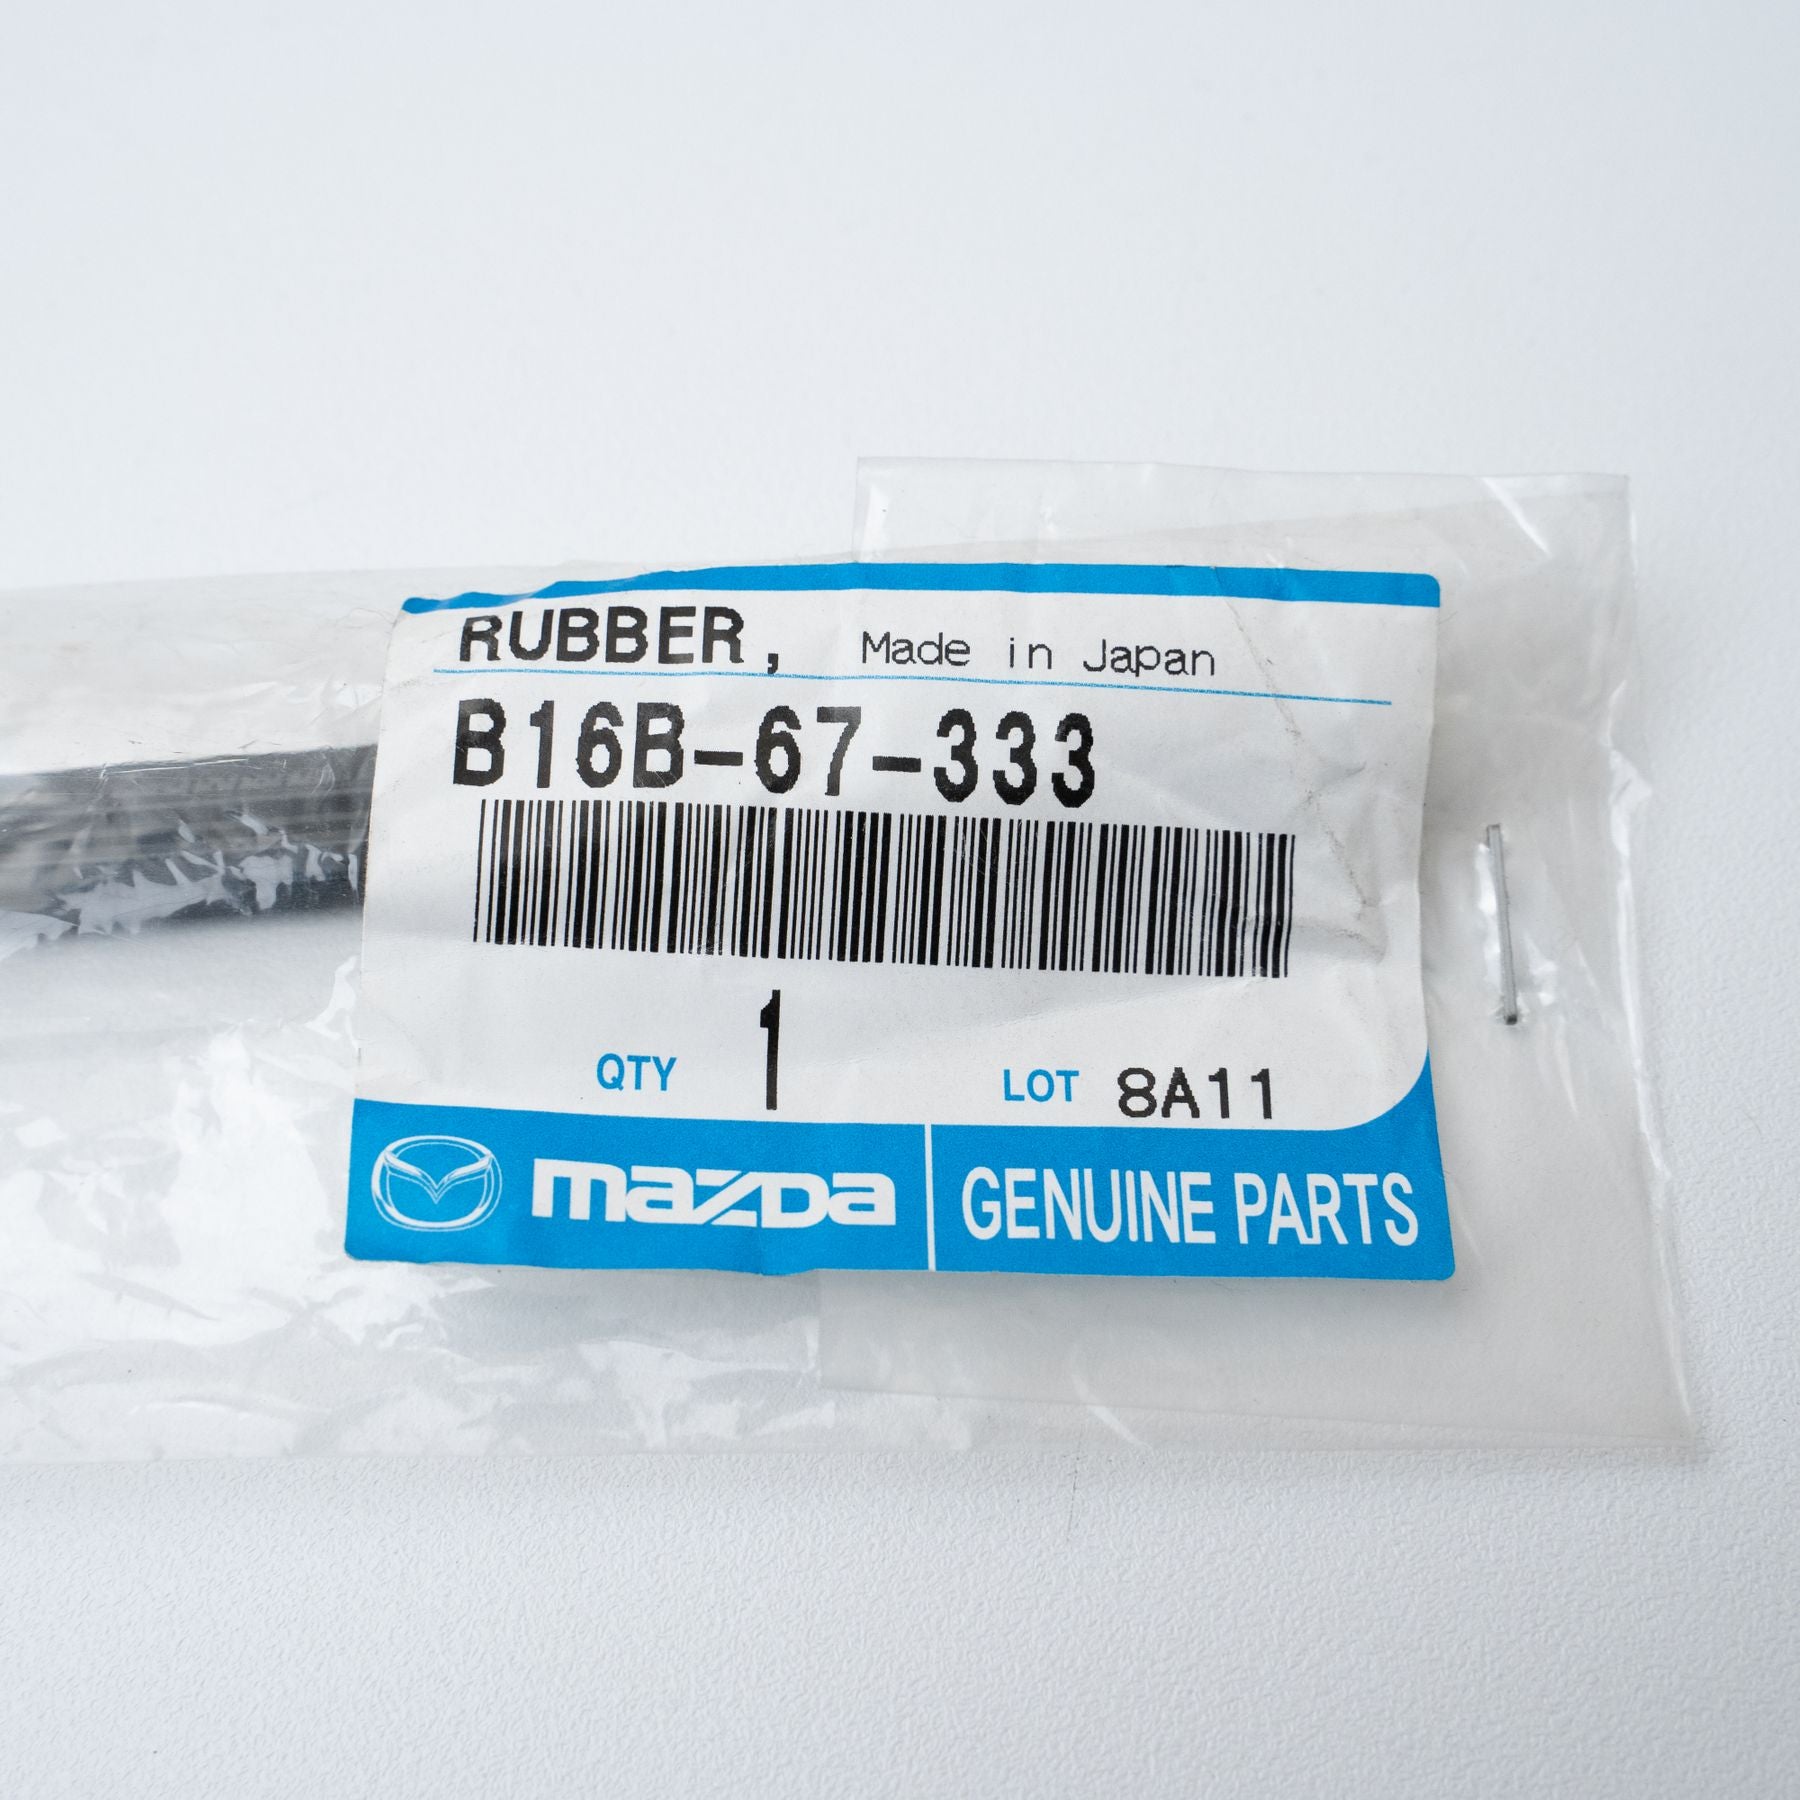 RUBBER, Made in Japan
B16B-67-333
QTY 1 LOT 8A11
mazda GENUINE PARTS